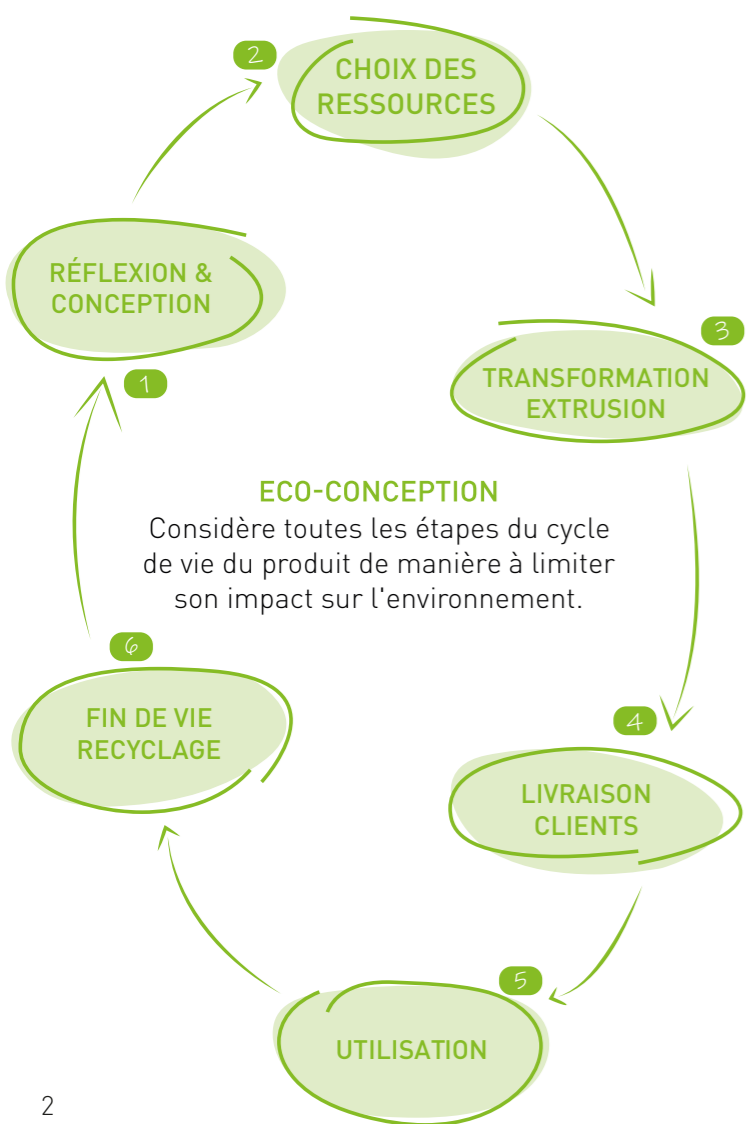 2
CHOIX DES
RESSOURCES
RÉFLEXION &
CONCEPTION
1
3
TRANSFORMATION
EXTRUSION
ECO-CONCEPTION
Considère toutes les étapes du cycle
de vie du produit de manière à limiter
son impact sur l'environnement.
6
FIN DE VIE
RECYCLAGE
4
LIVRAISON
CLIENTS
5
UTILISATION
2